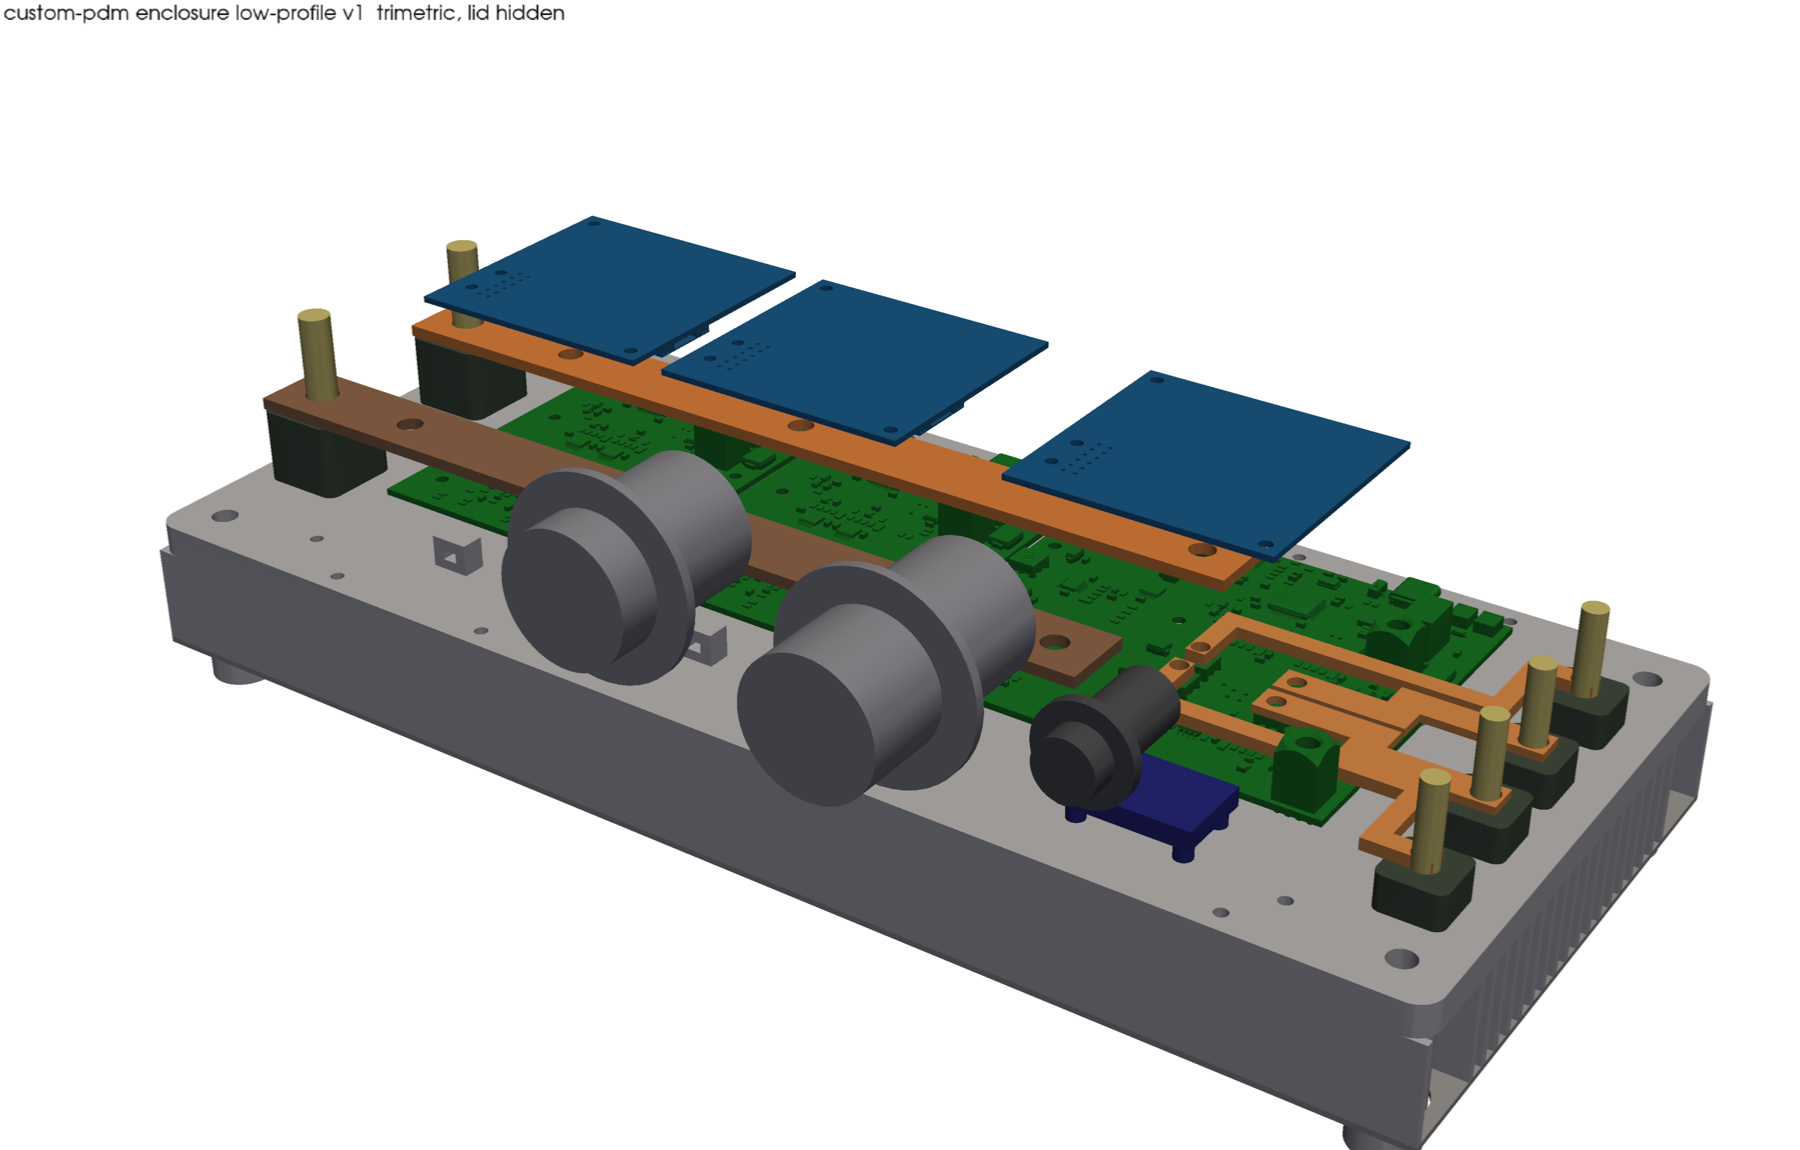 custom-pdm enclosure low-profile v1 trimetric, lid hidden